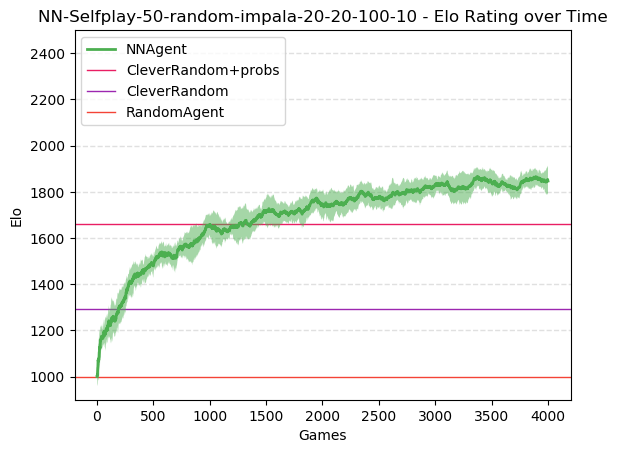 NN-Selfplay-50-random-impala-20-20-100-10 - Elo Rating over Time
NNAgent
CleverRandom+probs
CleverRandom
RandomAgent
2400
2200
2000
1800
1600
1400
1200
1000
Elo
0 500 1000 1500 2000 2500 3000 3500 4000
Games